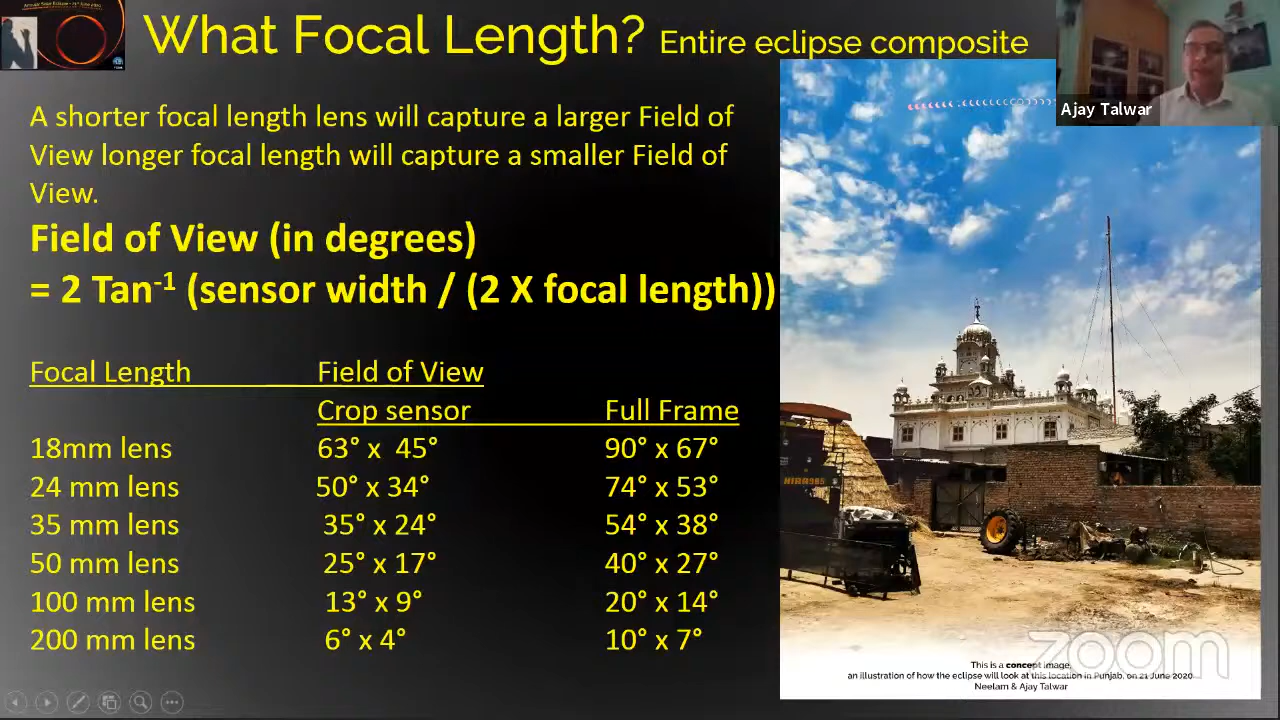 What Focal Length? Entire eclipse composite
Ajay Talwar
A shorter focal length lens will capture a larger Field of
View longer focal length will capture a smaller Field of
View.
Field of View (in degrees)
= 2 Tan⁻¹ (sensor width / (2 X focal length))
Focal Length Field of View
Crop sensor Full Frame
18mm lens 63° x 45° 90° x 67°
24 mm lens 50° x 34° 74° x 53°
35 mm lens 35° x 24° 54° x 38°
50 mm lens 25° x 17° 40° x 27°
100 mm lens 13° x 9° 20° x 14°
200 mm lens 6° x 4° 10° x 7°
zoom
This is a concept image,
an illustration of how the eclipse will look at this location in Punjab, on 21 June 2020
Neelam & Ajay Talwar